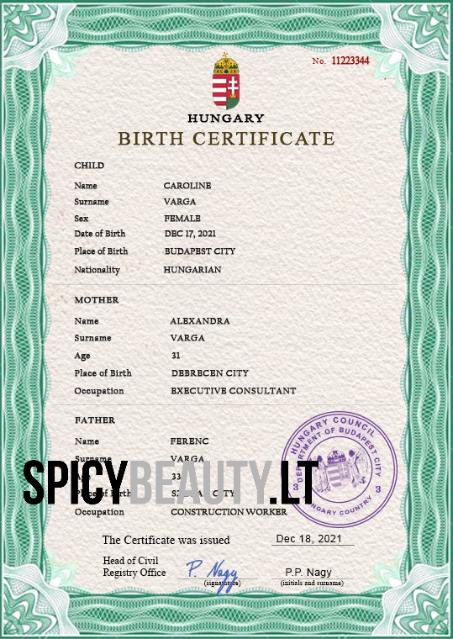 No. 11223344
HUNGARY
BIRTH CERTIFICATE
CHILD
Name CAROLINE
Surname VARGA
Sex FEMALE
Date of Birth DEC 17, 2021
Place of Birth BUDAPEST CITY
Nationality HUNGARIAN
MOTHER
Name ALEXANDRA
Surname VARGA
Age 31
Place of Birth DEBRECEN CITY
Occupation EXECUTIVE CONSULTANT
FATHER
Name FERENC
Surname VARGA
33
SPICYBEAUTY.LT
Place of Birth CITY
Occupation CONSTRUCTION WORKER
HUNGARY COUNCIL
DEPARTMENT OF BUDAPEST CITY
HUNGARY COUNTRY
3 3
The Certificate was issued Dec 18, 2021
Head of Civil
Registry Office P. Nagy P.P. Nagy
(signature) (initials and surname)